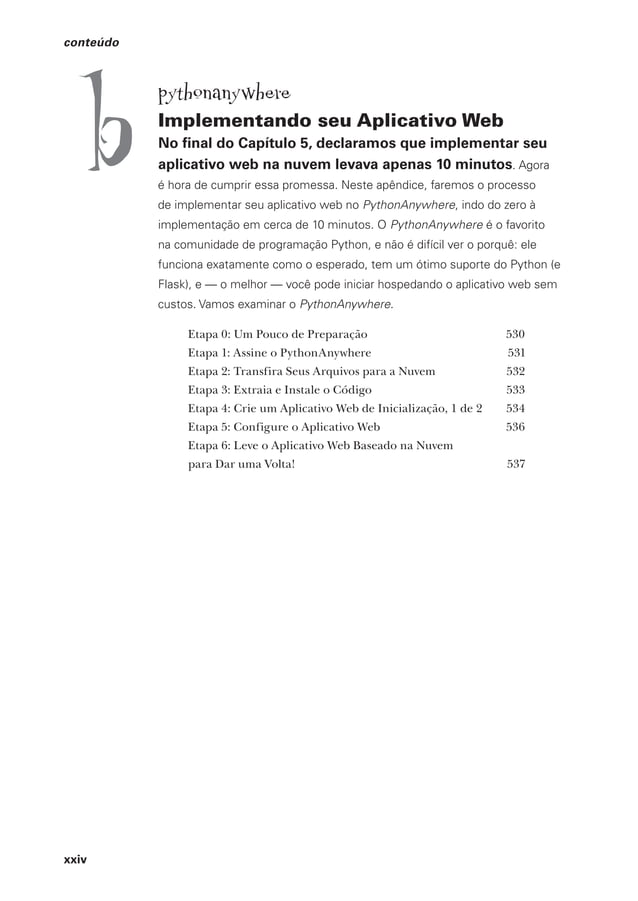 conteúdo
b
pythonanywhere
Implementando seu Aplicativo Web
No final do Capítulo 5, declaramos que implementar seu
aplicativo web na nuvem levava apenas 10 minutos. Agora
é hora de cumprir essa promessa. Neste apêndice, faremos o processo
de implementar seu aplicativo web no PythonAnywhere, indo do zero à
implementação em cerca de 10 minutos. O PythonAnywhere é o favorito
na comunidade de programação Python, e não é difícil ver o porquê: ele
funciona exatamente como o esperado, tem um ótimo suporte do Python (e
Flask), e — o melhor — você pode iniciar hospedando o aplicativo web sem
custos. Vamos examinar o PythonAnywhere.
Etapa 0: Um Pouco de Preparação 530
Etapa 1: Assine o PythonAnywhere 531
Etapa 2: Transfira Seus Arquivos para a Nuvem 532
Etapa 3: Extraia e Instale o Código 533
Etapa 4: Crie um Aplicativo Web de Inicialização, 1 de 2 534
Etapa 5: Configure o Aplicativo Web 536
Etapa 6: Leve o Aplicativo Web Baseado na Nuvem
para Dar uma Volta! 537
xxiv